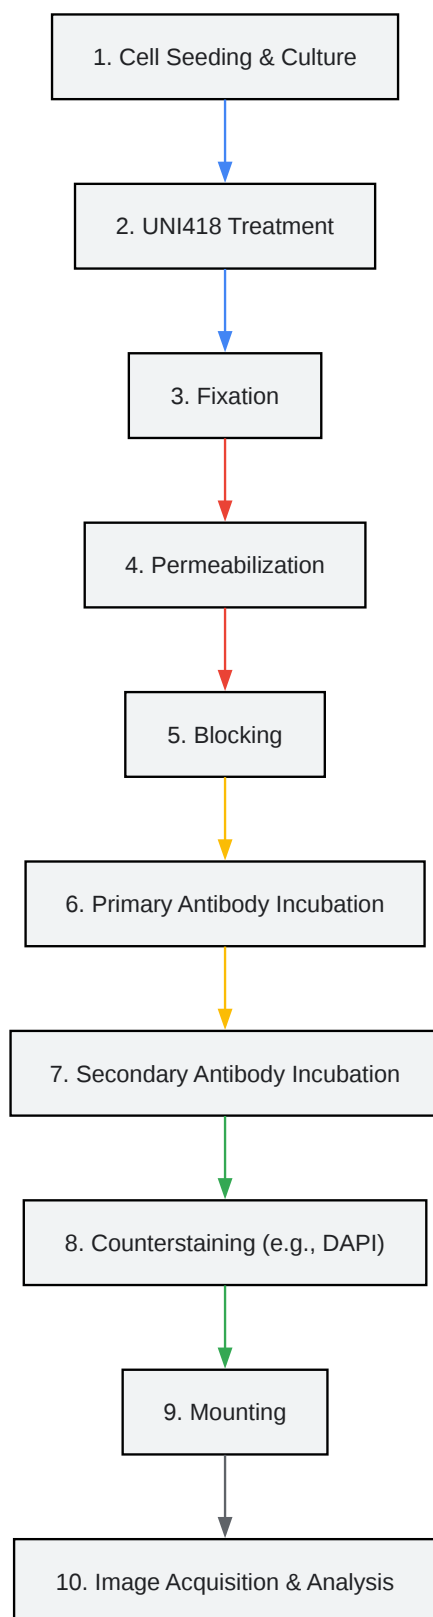 1. Cell Seeding & Culture
2. UNI418 Treatment
3. Fixation
4. Permeabilization
5. Blocking
6. Primary Antibody Incubation
7. Secondary Antibody Incubation
8. Counterstaining (e.g., DAPI)
9. Mounting
10. Image Acquisition & Analysis